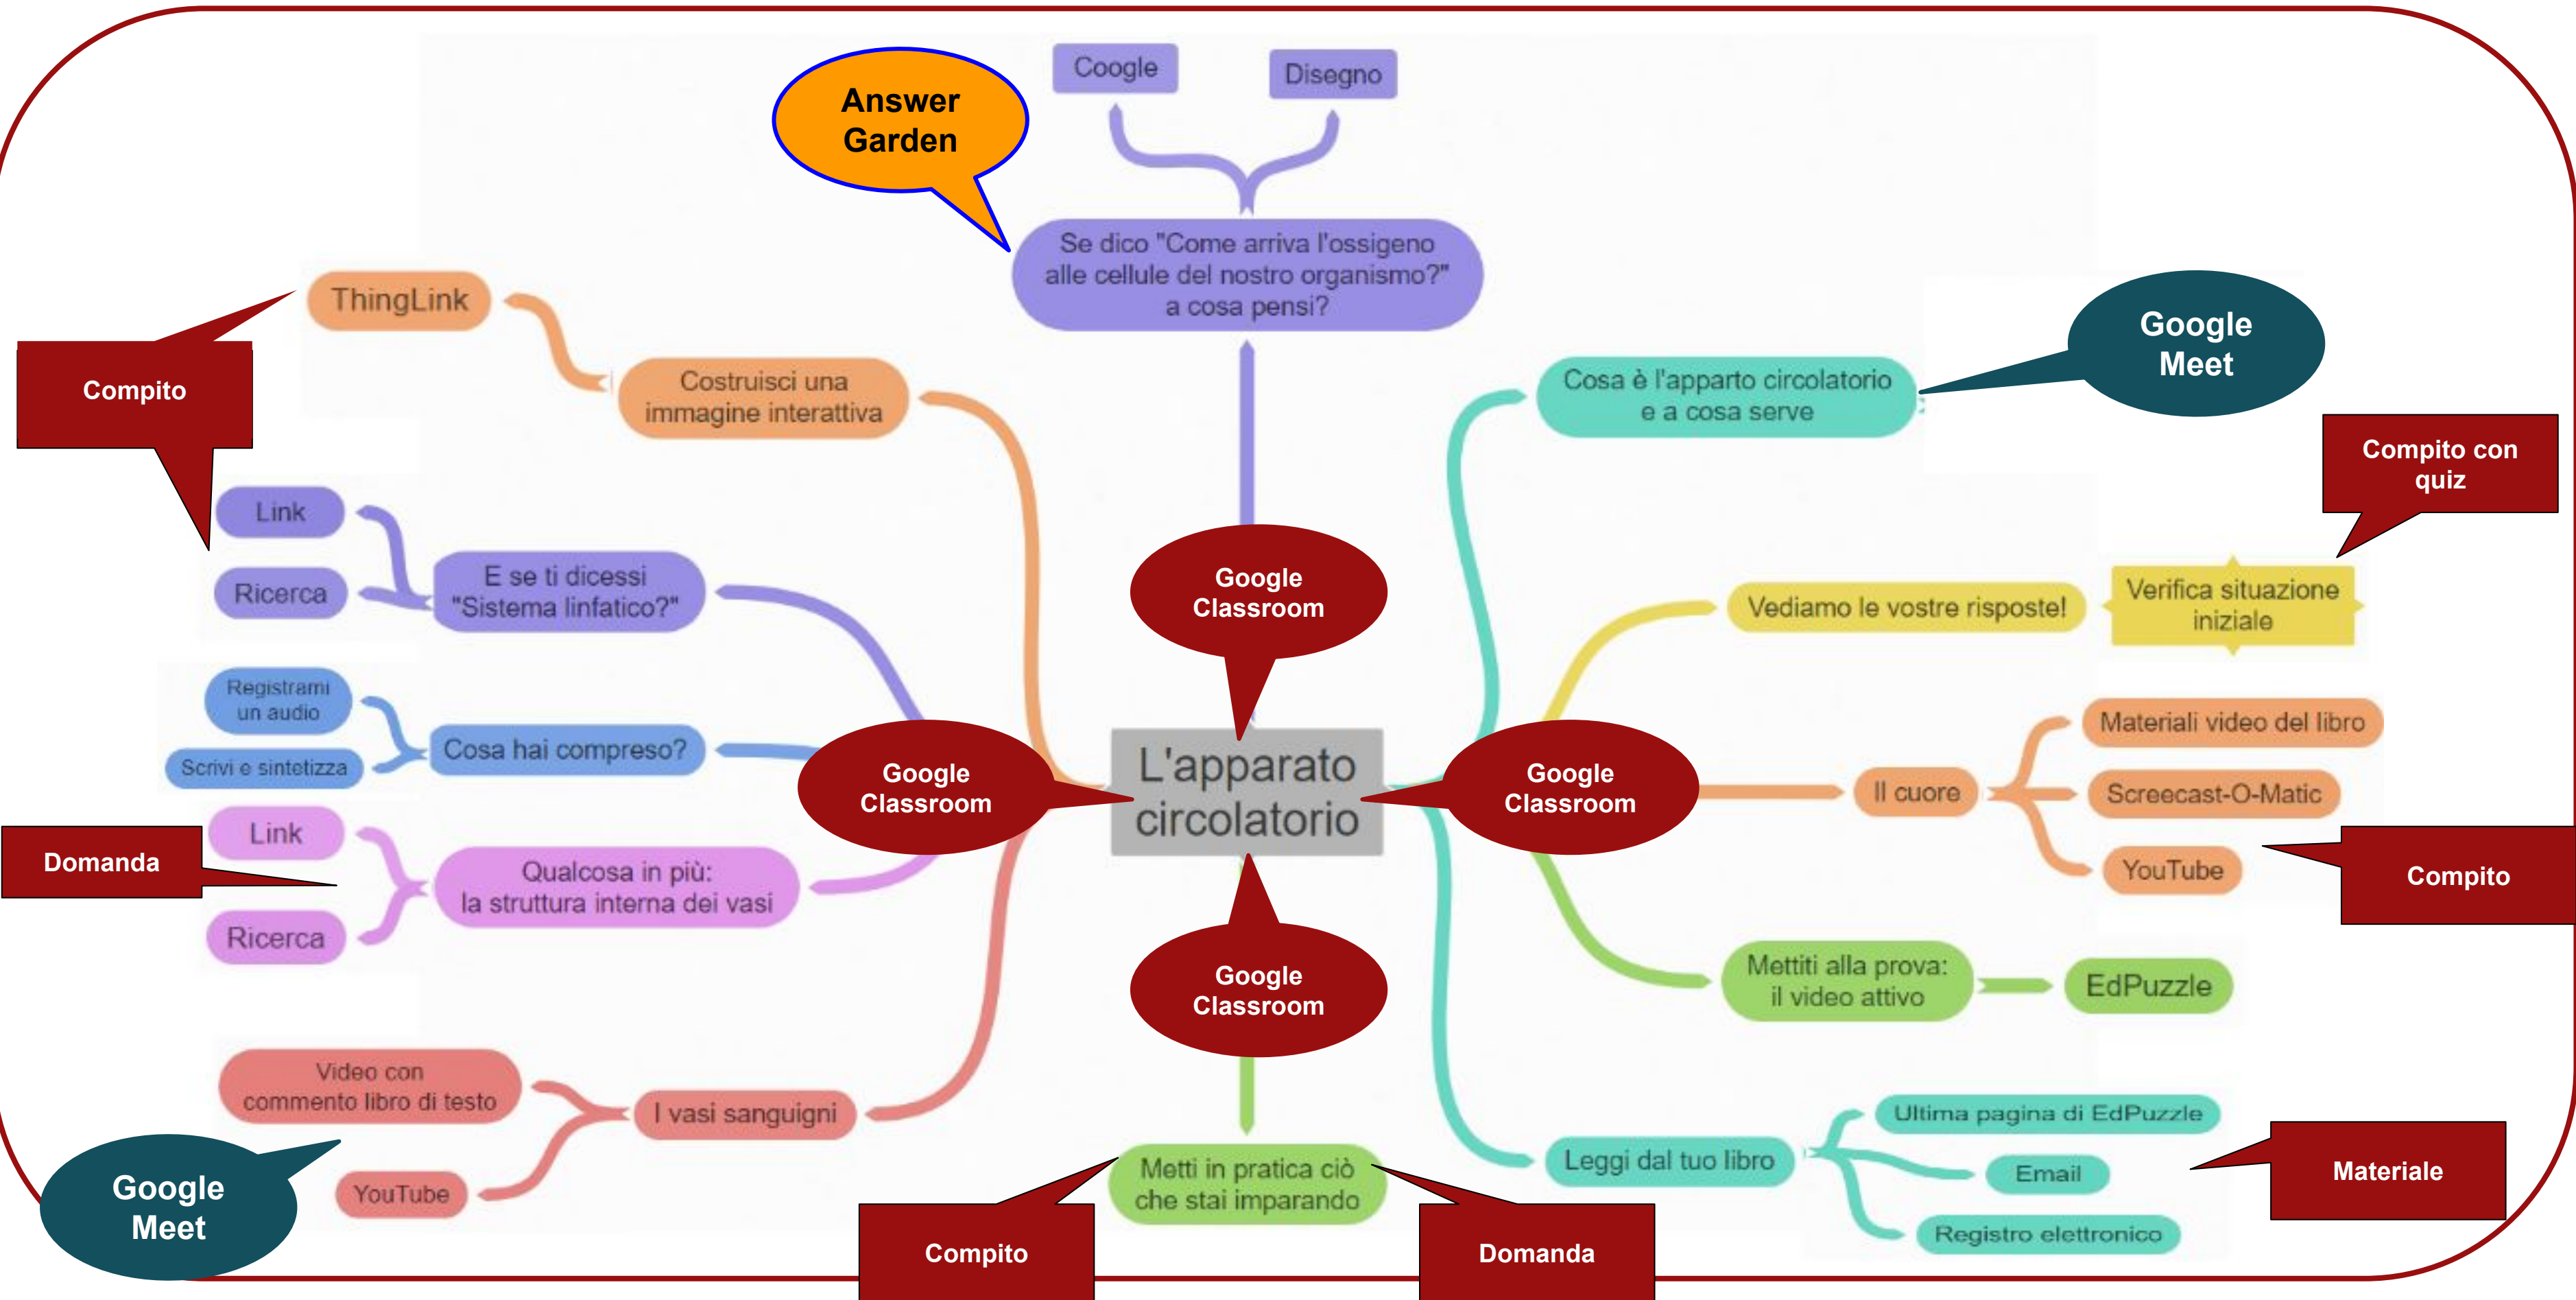 Coogle
Disegno
Answer
Garden
Se dico "Come arriva l'ossigeno
alle cellule del nostro organismo?"
a cosa pensi?
ThingLink
Compito
Costruisci una
immagine interattiva
Cosa è l'apparto circolatorio
e a cosa serve
Google
Meet
Compito con
quiz
Link
Ricerca
E se ti dicessi
"Sistema linfatico?"
Google
Classroom
Vediamo le vostre risposte!
Verifica situazione
iniziale
Registrami
un audio
Scrivi e sintetizza
Cosa hai compreso?
Google
Classroom
L'apparato
circolatorio
Google
Classroom
Il cuore
Materiali video del libro
Screecast-O-Matic
YouTube
Compito
Domanda
Link
Ricerca
Qualcosa in più:
la struttura interna dei vasi
Google
Classroom
Mettiti alla prova:
il video attivo
EdPuzzle
Video con
commento libro di testo
YouTube
I vasi sanguigni
Google
Meet
Metti in pratica ciò
che stai imparando
Compito
Domanda
Leggi dal tuo libro
Ultima pagina di EdPuzzle
Email
Registro elettronico
Materiale